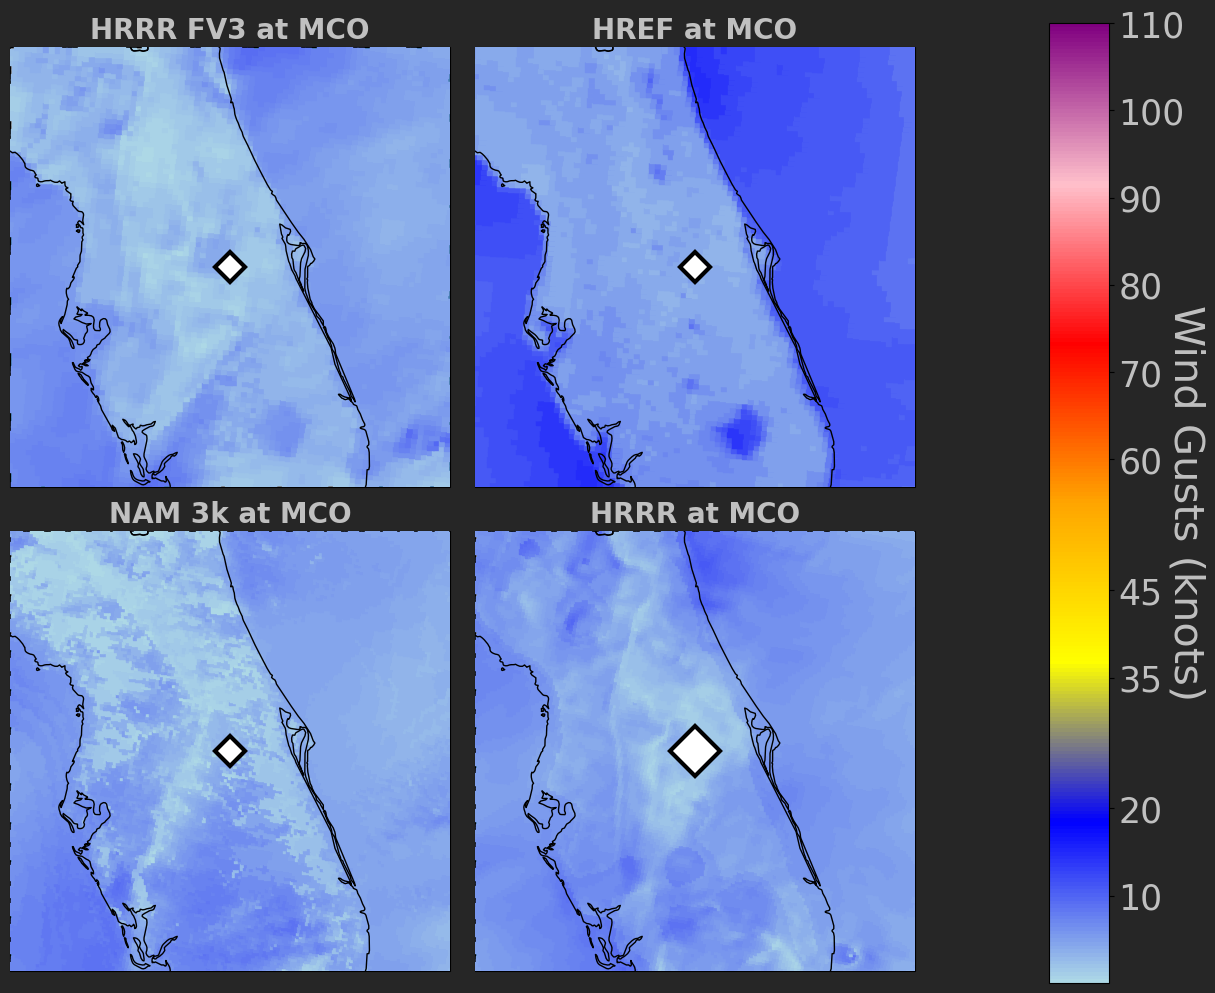 HRRR FV3 at MCO
HREF at MCO
NAM 3k at MCO
HRRR at MCO
110
100
90
80
70
60
45
35
20
10
Wind Gusts (knots)